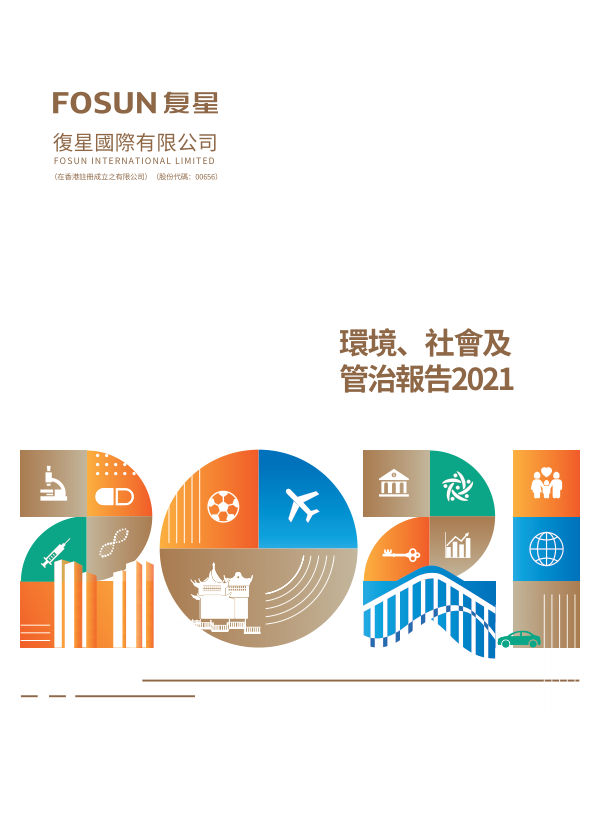 FOSUN 复星
復星國際有限公司
FOSUN INTERNATIONAL LIMITED
(在香港註冊成立之有限公司) (股份代碼：00656)
環境、社會及
管治報告2021
2021